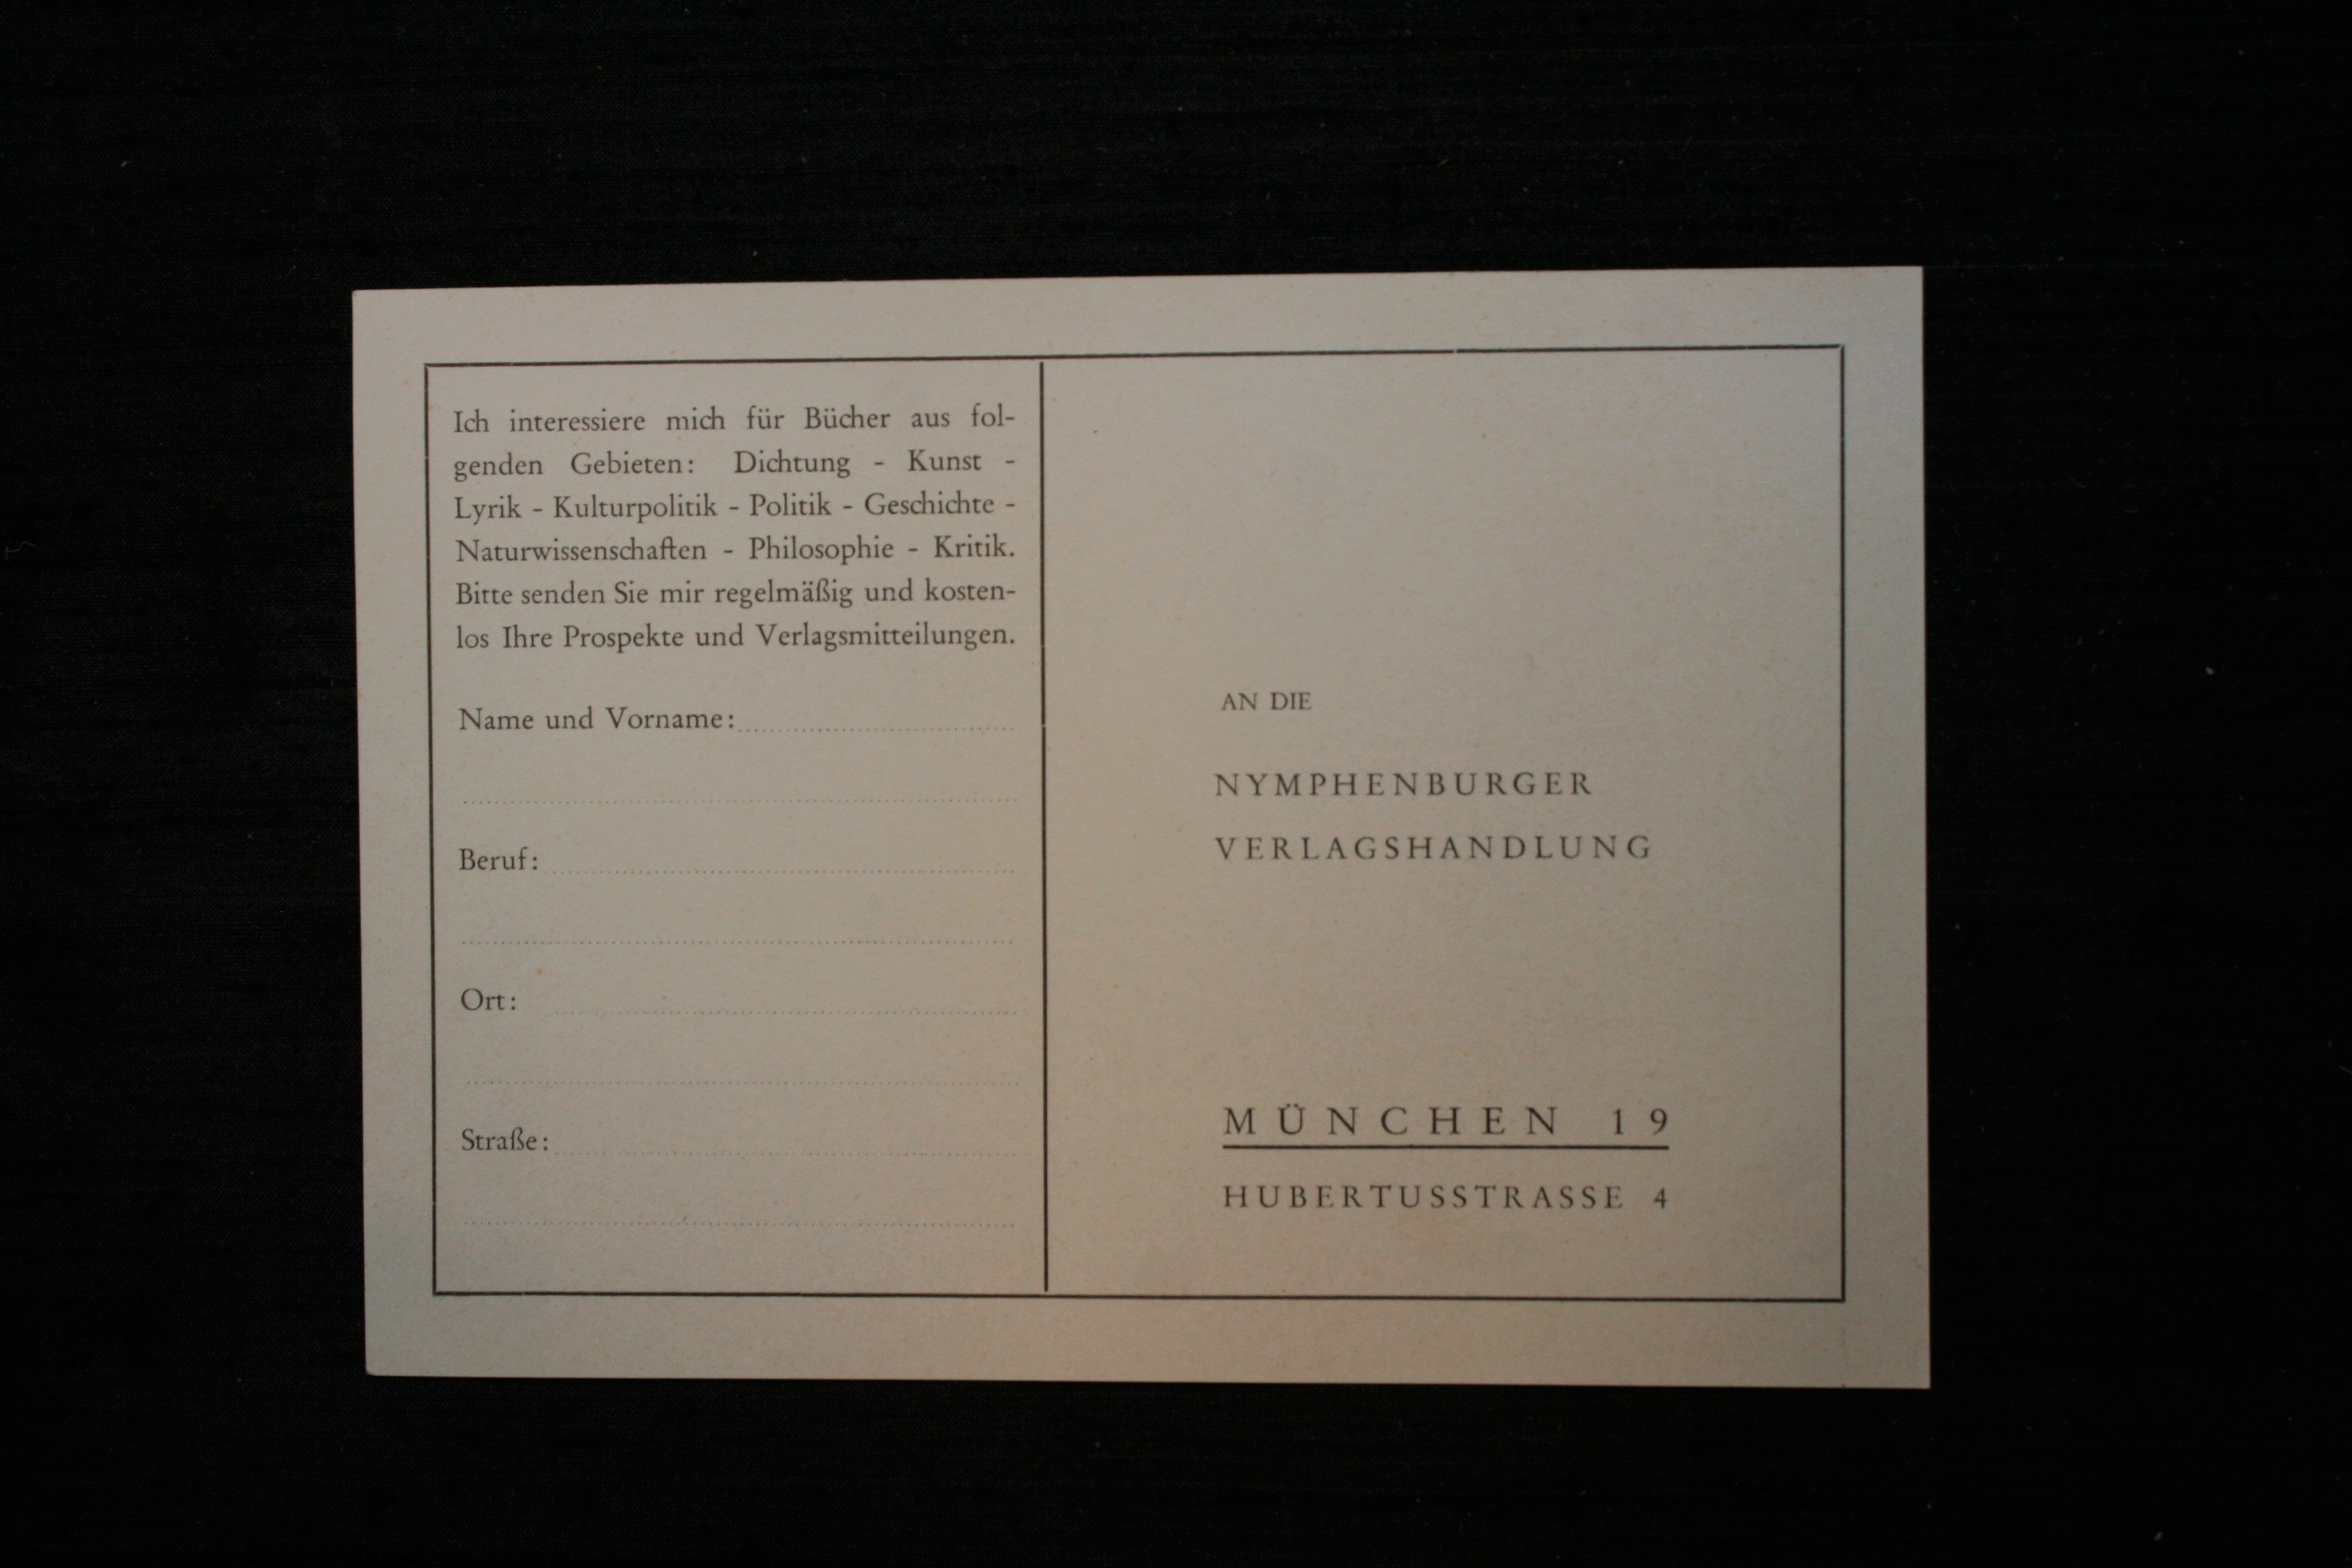 Ich interessiere mich für Bücher aus fol-
genden Gebieten: Dichtung - Kunst -
Lyrik - Kulturpolitik - Politik - Geschichte -
Naturwissenschaften - Philosophie - Kritik.
Bitte senden Sie mir regelmäßig und kosten-
los Ihre Prospekte und Verlagsmitteilungen.
Name und Vorname:
Beruf:
Ort:
Straße:
AN DIE
NYMPHENBURGER
VERLAGSHANDLUNG
MÜNCHEN 19
HUBERTUSSTRASSE 4